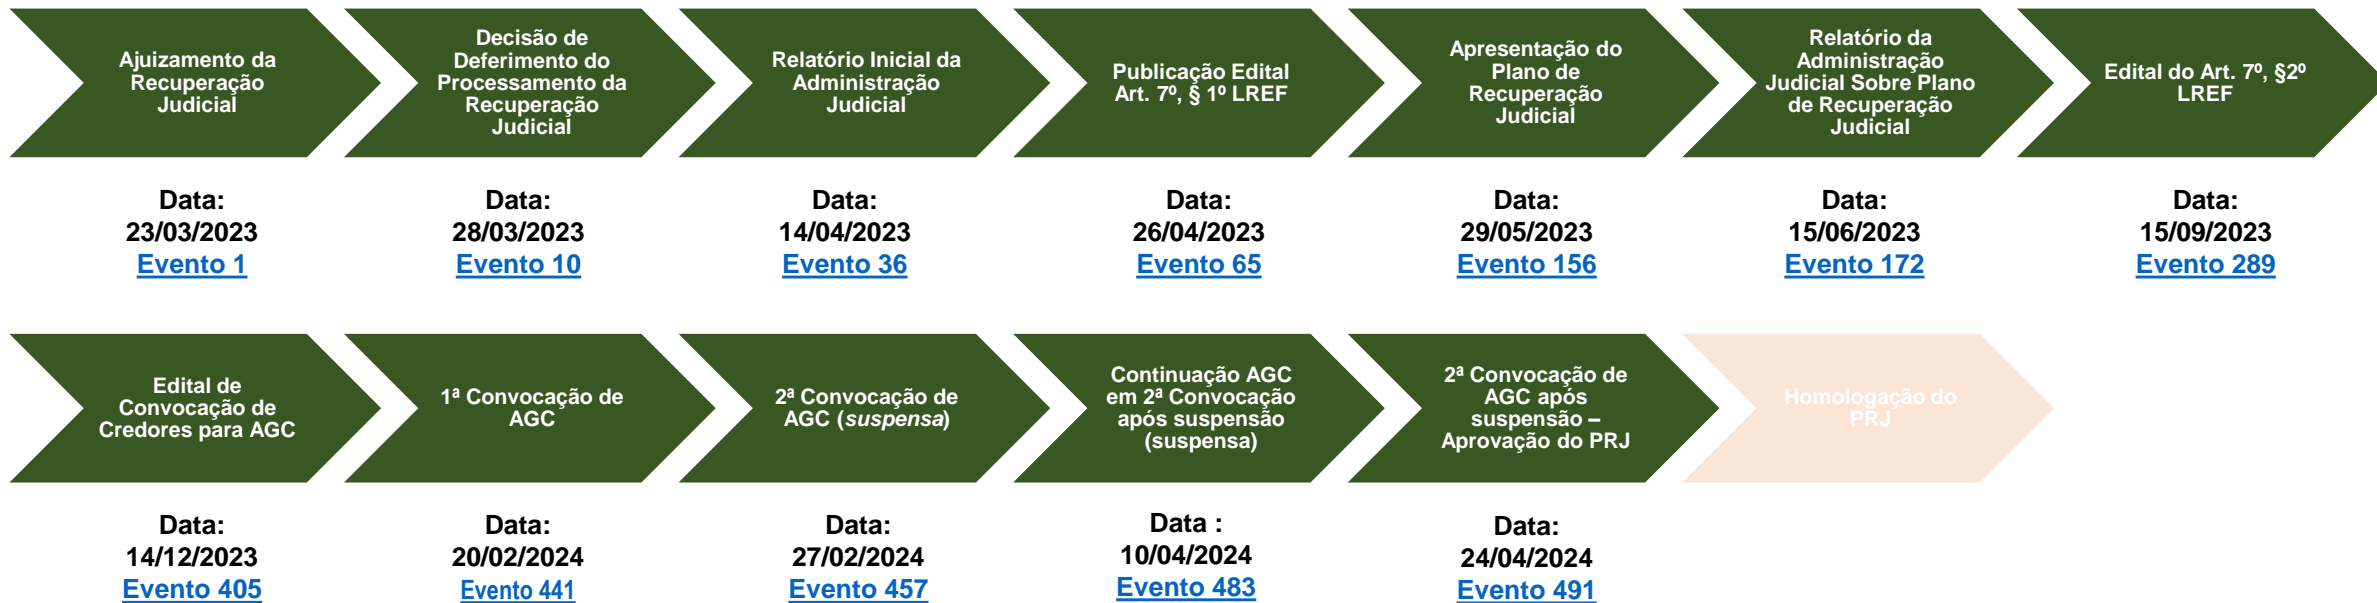 Ajuizamento da
Recuperação
Judicial
Decisão de
Deferimento do
Processamento da
Recuperação
Judicial
Relatório Inicial da
Administração
Judicial
Publicação Edital
Art. 7º, § 1º LREF
Apresentação do
Plano de
Recuperação
Judicial
Relatório da
Administração
Judicial Sobre Plano
de Recuperação
Judicial
Edital do Art. 7º, §2º
LREF
Data:
23/03/2023
Evento 1
Data:
28/03/2023
Evento 10
Data:
14/04/2023
Evento 36
Data:
26/04/2023
Evento 65
Data:
29/05/2023
Evento 156
Data:
15/06/2023
Evento 172
Data:
15/09/2023
Evento 289
Edital de
Convocação de
Credores para AGC
1ª Convocação de
AGC
2ª Convocação de
AGC (suspensa)
Continuação AGC
em 2ª Convocação
após suspensão
(suspensa)
2ª Convocação de
AGC após
suspensão –
Aprovação do PRJ
Homologação do
PRJ
Data:
14/12/2023
Evento 405
Data:
20/02/2024
Evento 441
Data:
27/02/2024
Evento 457
Data :
10/04/2024
Evento 483
Data:
24/04/2024
Evento 491